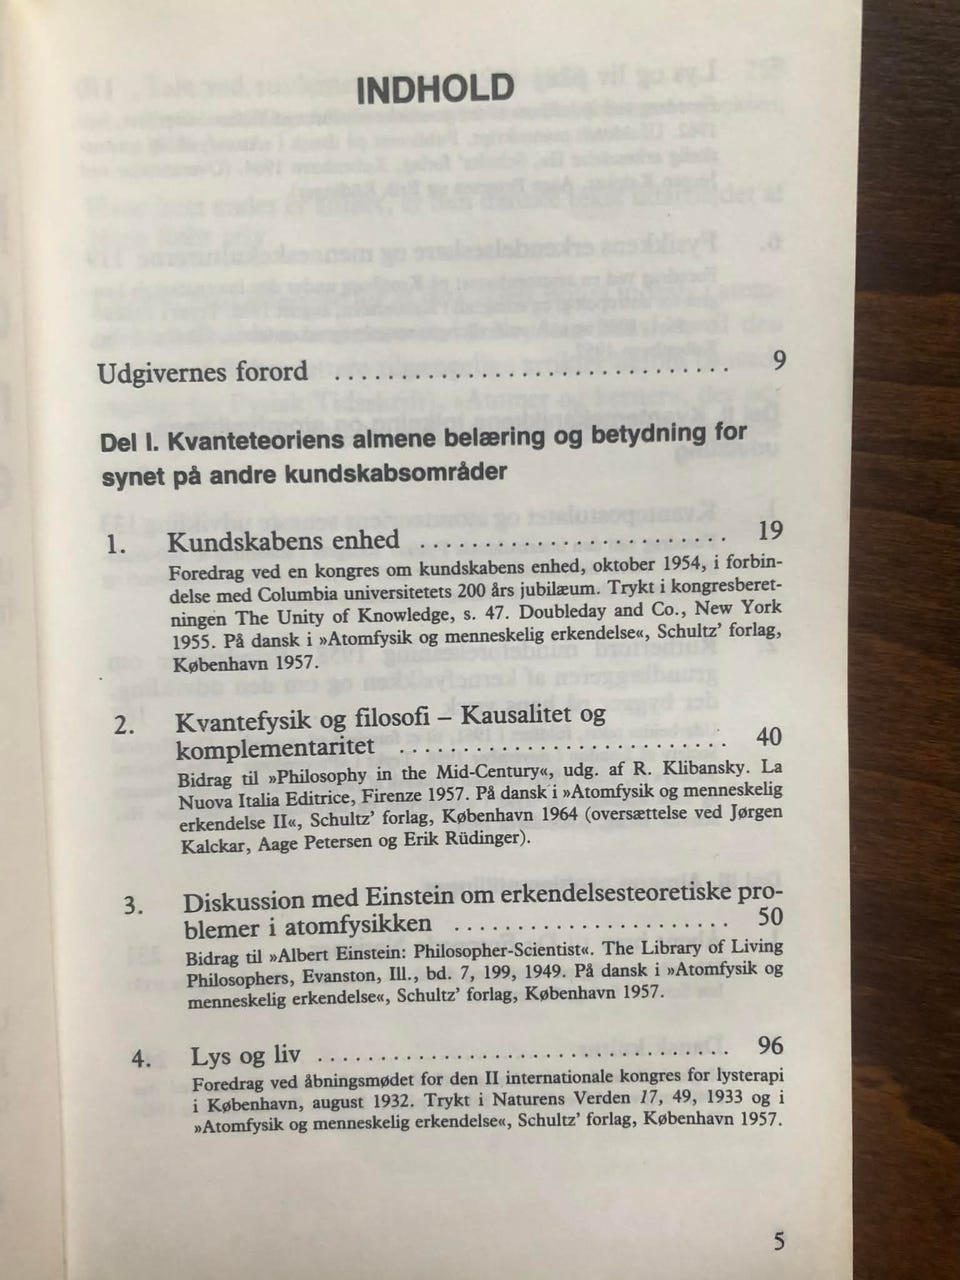 INDHOLD
Udgivernes forord .............................. 9
Del I. Kvanteteoriens almene belæring og betydning for
synet på andre kundskabsområder
1. Kundskabens enhed ........................ 19
Foredrag ved en kongres om kundskabens enhed, oktober 1954, i forbin-
delse med Columbia universitetets 200 års jubilæum. Trykt i kongresberet-
ningen The Unity of Knowledge, s. 47. Doubleday and Co., New York
1955. På dansk i »Atomfysik og menneskelig erkendelse«, Schultz’ forlag,
København 1957.
2. Kvantefysik og filosofi – Kausalitet og
komplementaritet ......................... 40
Bidrag til »Philosophy in the Mid-Century«, udg. af R. Klibansky. La
Nuova Italia Editrice, Firenze 1957. På dansk i »Atomfysik og menneskelig
erkendelse II«, Schultz’ forlag, København 1964 (oversættelse ved Jørgen
Kalckar, Aage Petersen og Erik Rüdinger).
3. Diskussion med Einstein om erkendelsesteoretiske pro-
blemer i atomfysikken ..................... 50
Bidrag til »Albert Einstein: Philosopher-Scientist«. The Library of Living
Philosophers, Evanston, Ill., bd. 7, 199, 1949. På dansk i »Atomfysik og
menneskelig erkendelse«, Schultz’ forlag, København 1957.
4. Lys og liv ................................ 96
Foredrag ved åbningsmødet for den II internationale kongres for lysterapi
i København, august 1932. Trykt i Naturens Verden 17, 49, 1933 og i
»Atomfysik og menneskelig erkendelse«, Schultz’ forlag, København 1957.
5